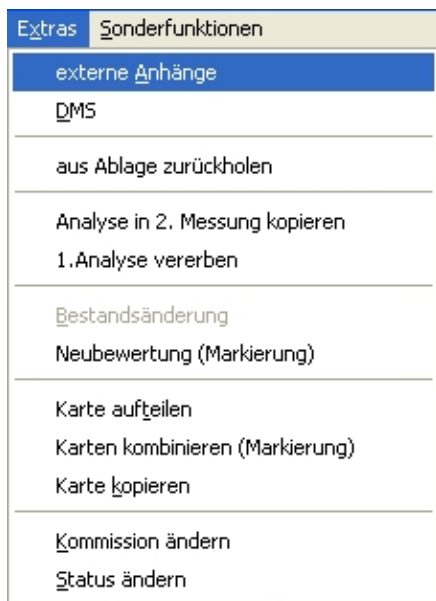 Extras Sonderfunktionen
externe Anhänge
DMS
aus Ablage zurückholen
Analyse in 2. Messung kopieren
1.Analyse vererben
Bestandsänderung
Neubewertung (Markierung)
Karte aufteilen
Karten kombinieren (Markierung)
Karte kopieren
Kommission ändern
Status ändern